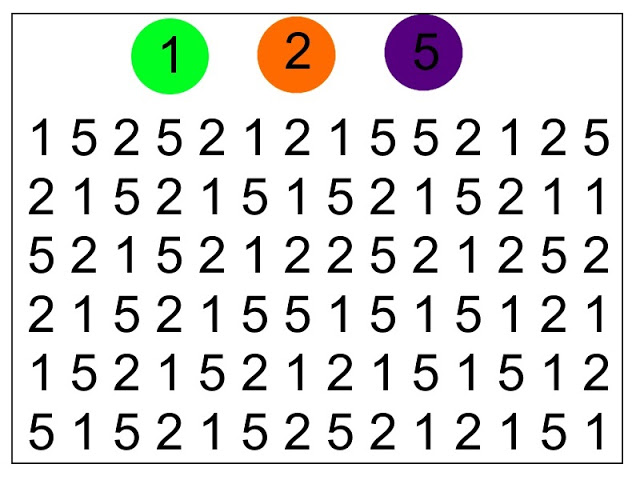 1 2 5
1 5 2 5 2 1 2 1 5 5 2 1 2 5
2 1 5 2 1 5 1 5 2 1 5 2 1 1
5 2 1 5 2 1 2 2 5 2 1 2 5 2
2 1 5 2 1 5 5 1 5 1 5 1 2 1
1 5 2 1 5 2 1 2 1 5 1 5 1 2
5 1 5 2 1 5 2 5 2 1 2 1 5 1